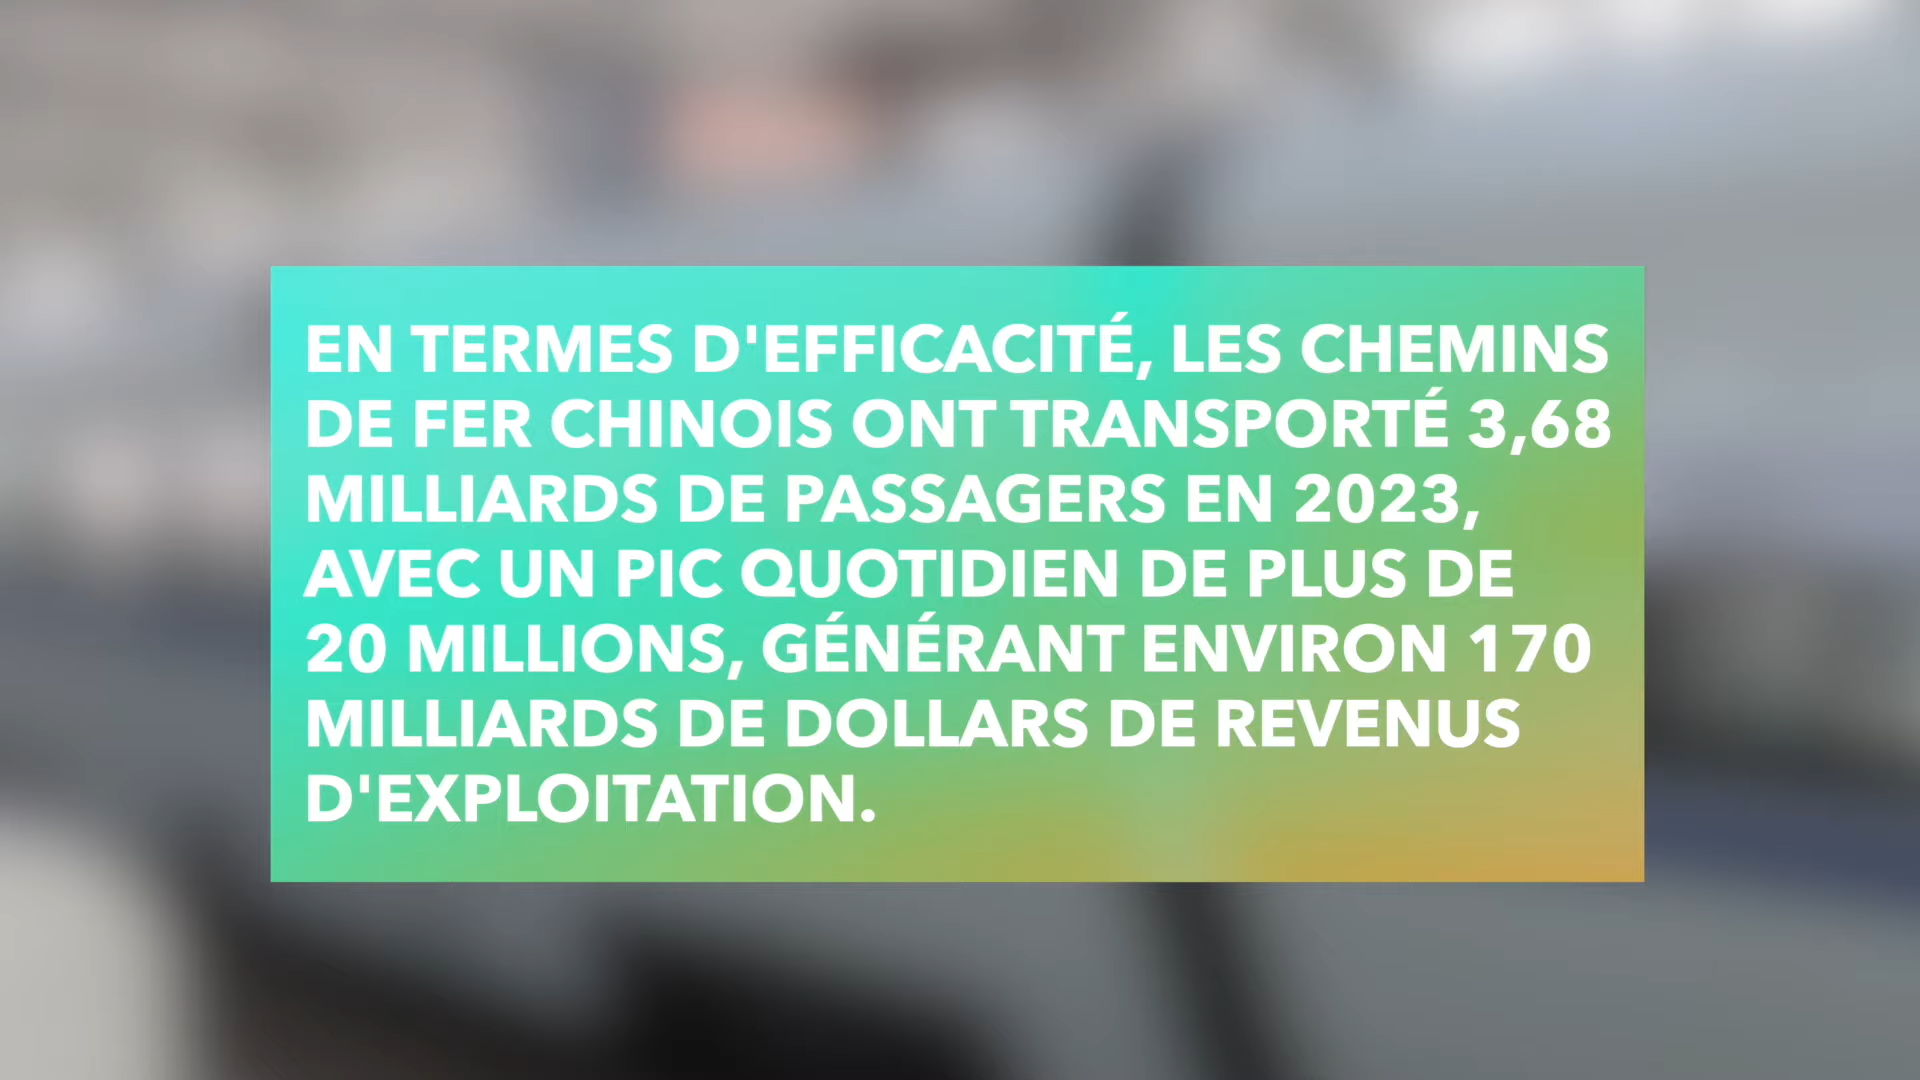 EN TERMES D'EFFICACITÉ, LES CHEMINS
DE FER CHINOIS ONT TRANSPORTÉ 3,68
MILLIARDS DE PASSAGERS EN 2023,
AVEC UN PIC QUOTIDIEN DE PLUS DE
20 MILLIONS, GÉNÉRANT ENVIRON 170
MILLIARDS DE DOLLARS DE REVENUS
D'EXPLOITATION.